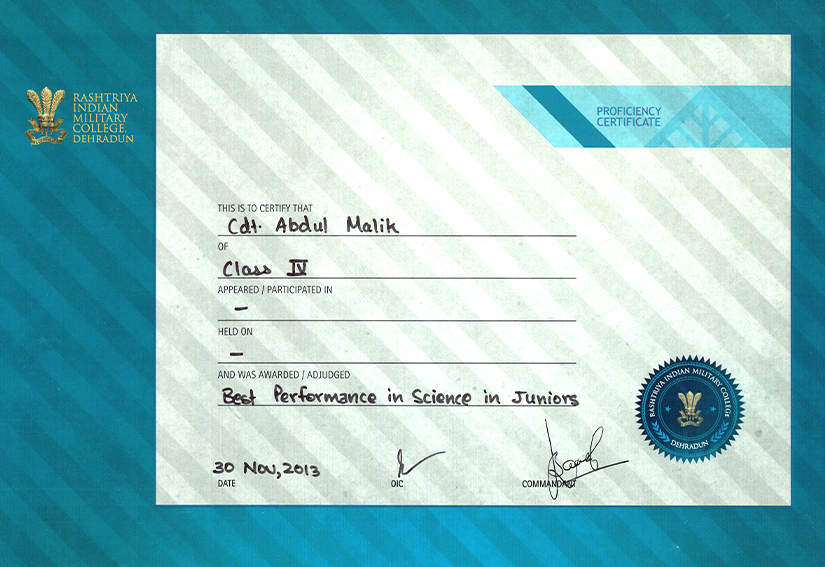 RASHTRIYA
INDIAN
MILITARY
COLLEGE,
DEHRADUN
PROFICIENCY
CERTIFICATE
THIS IS TO CERTIFY THAT
Cdt. Abdul Malik
OF
Class IV
APPEARED / PARTICIPATED IN
–
HELD ON
–
AND WAS AWARDED / ADJUDGED
Best Performance in Science in Juniors
RASHTRIYA INDIAN MILITARY COLLEGE
DEHRADUN
30 Nov, 2013
DATE
OIC
COMMANDANT